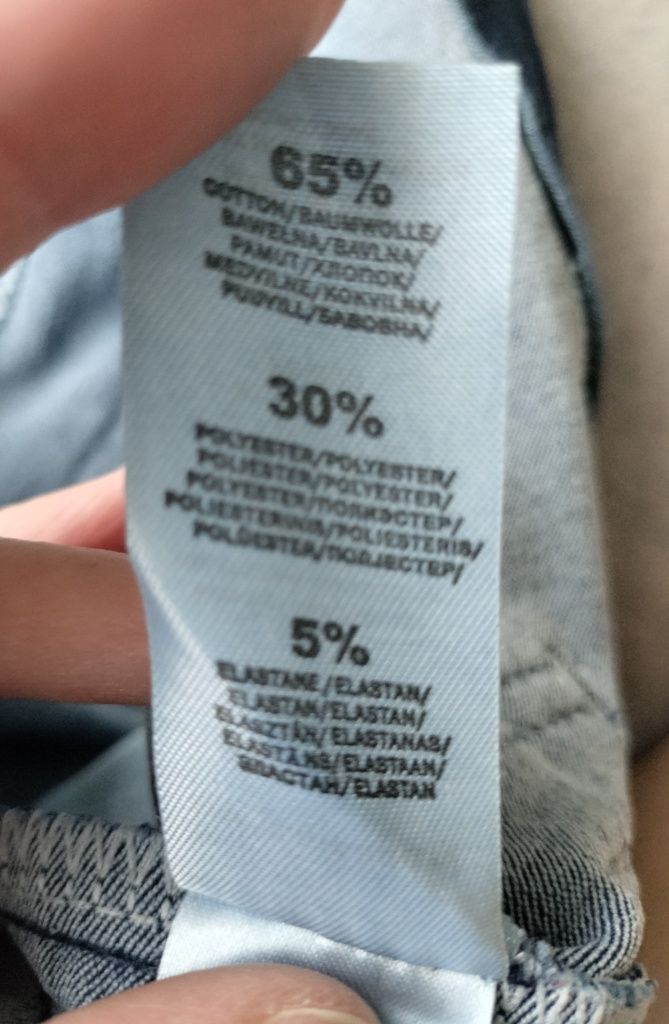 65%
COTTON/BAUMWOLLE/
BAWEŁNA/BAVLNA/
PAMUT/ХЛОПОК/
MEDVILNĖ/KOKVILNA/
PUUVILL/БАВОВНА/
30%
POLYESTER/POLYESTER/
POLIESTER/POLYESTER/
POLYESTER/ПОЛИЭСТЕР/
POLIESTERINIS/POLIESTERIS/
POLÜESTER/ПОЛІЕСТЕР/
5%
ELASTANE/ELASTAN/
ELASTAN/ELASTAN/
ELASZTÁN/ELASTANAS/
ELASTĀNS/ELASTAAN/
ЭЛАСТАН/ELASTAN